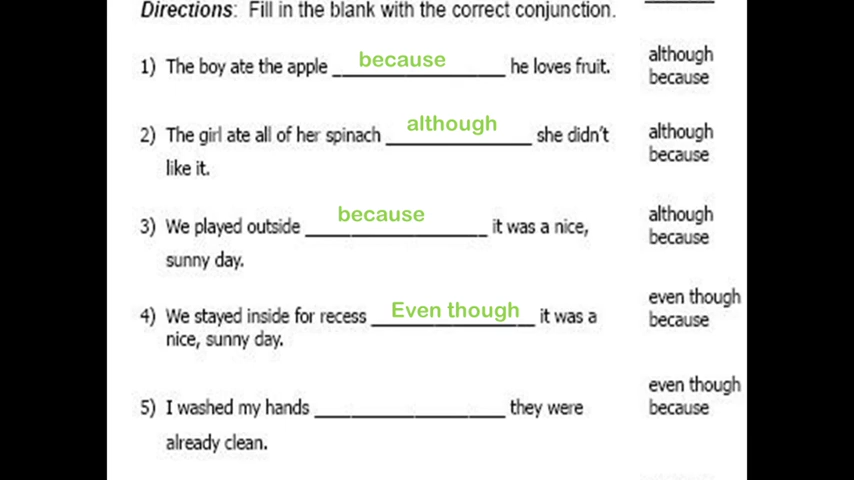 Directions: Fill in the blank with the correct conjunction.
1) The boy ate the apple because he loves fruit.
although
because
2) The girl ate all of her spinach although she didn't
like it.
although
because
3) We played outside because it was a nice,
sunny day.
although
because
4) We stayed inside for recess Even though it was a
nice, sunny day.
even though
because
5) I washed my hands ____________________ they were
already clean.
even though
because